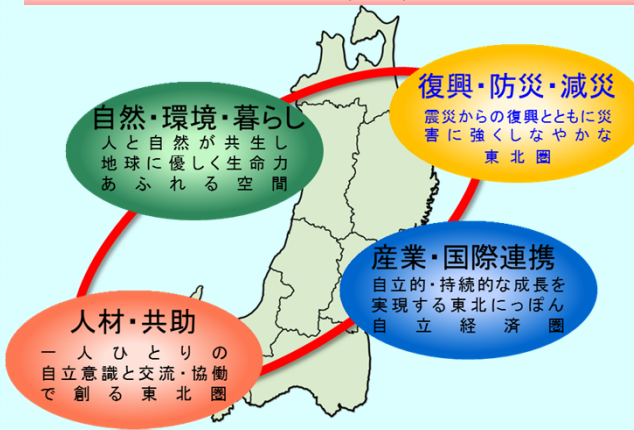 復興・防災・減災
震災からの復興とともに災
害に強くしなやかな
東北圏
自然・環境・暮らし
人と自然が共生し
地球に優しく生命力
あふれる空間
産業・国際連携
自立的・持続的な成長を
実現する東北にっぽん
自立経済圏
人材・共助
一人ひとりの
自立意識と交流・協働
で創る東北圏